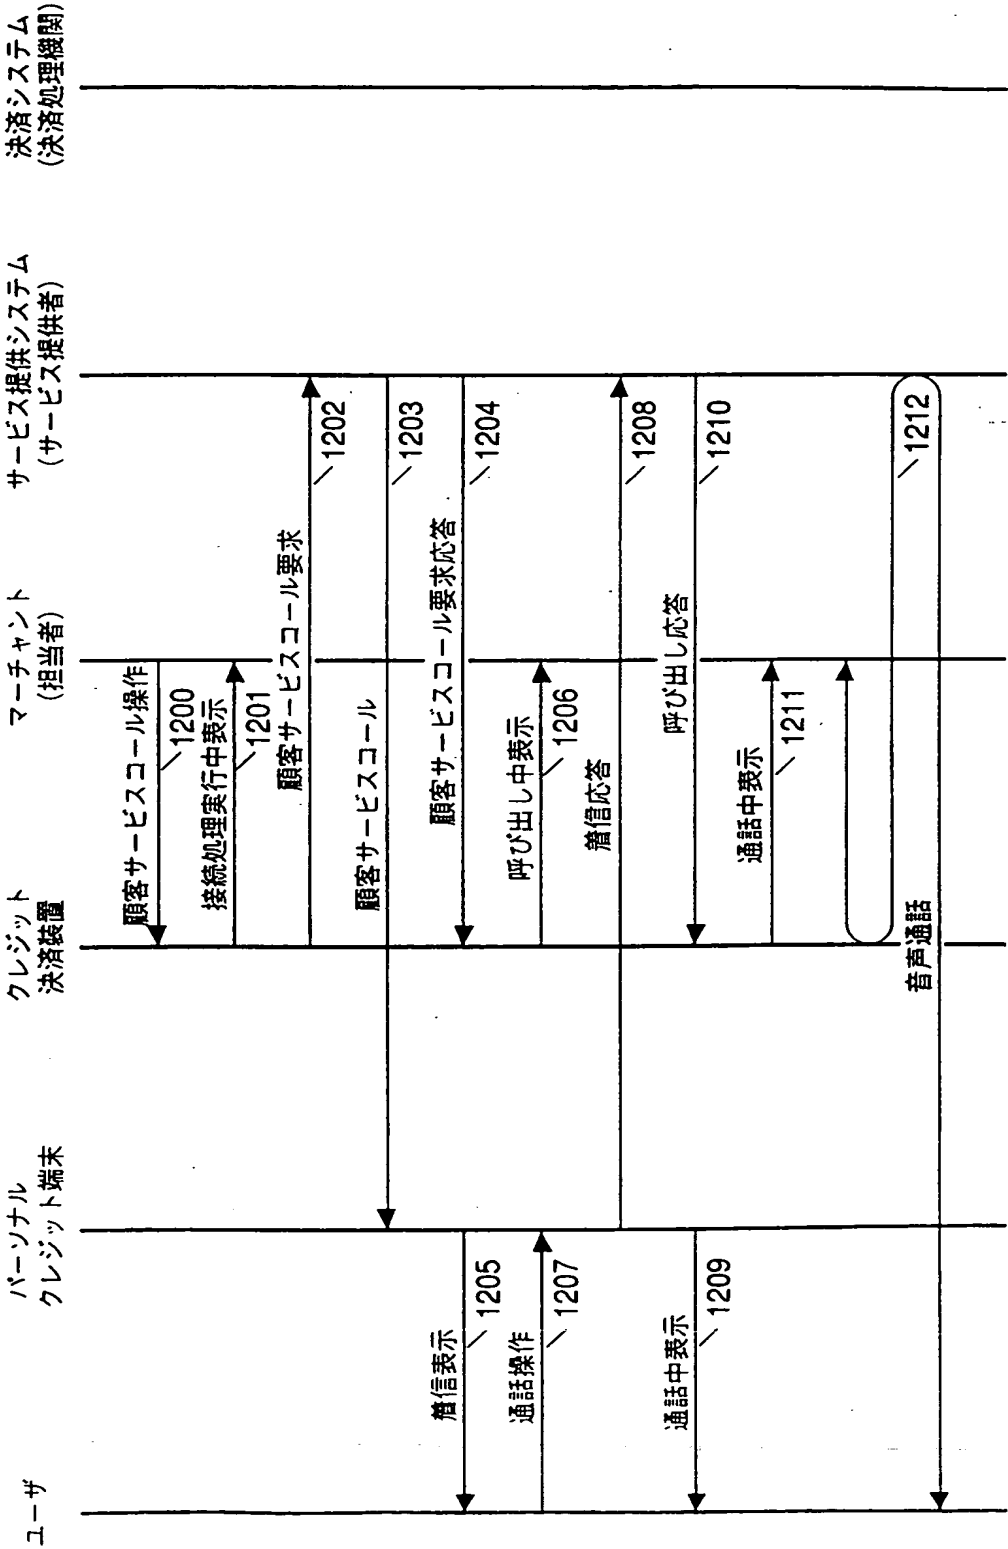 ユーザ
パーソナル
クレジット端末
クレジット
決済装置
マーチャント
(担当者)
サービス提供システム
(サービス提供者)
決済システム
(決済処理機関)
顧客サービスコール操作
1200
接続処理実行中表示
1201
顧客サービスコール要求
1202
顧客サービスコール
1203
顧客サービスコール要求応答
1204
着信表示
1205
呼び出し中表示
1206
通話操作
1207
着信応答
1208
通話中表示
1209
呼び出し応答
1210
通話中表示
1211
音声通話
1212